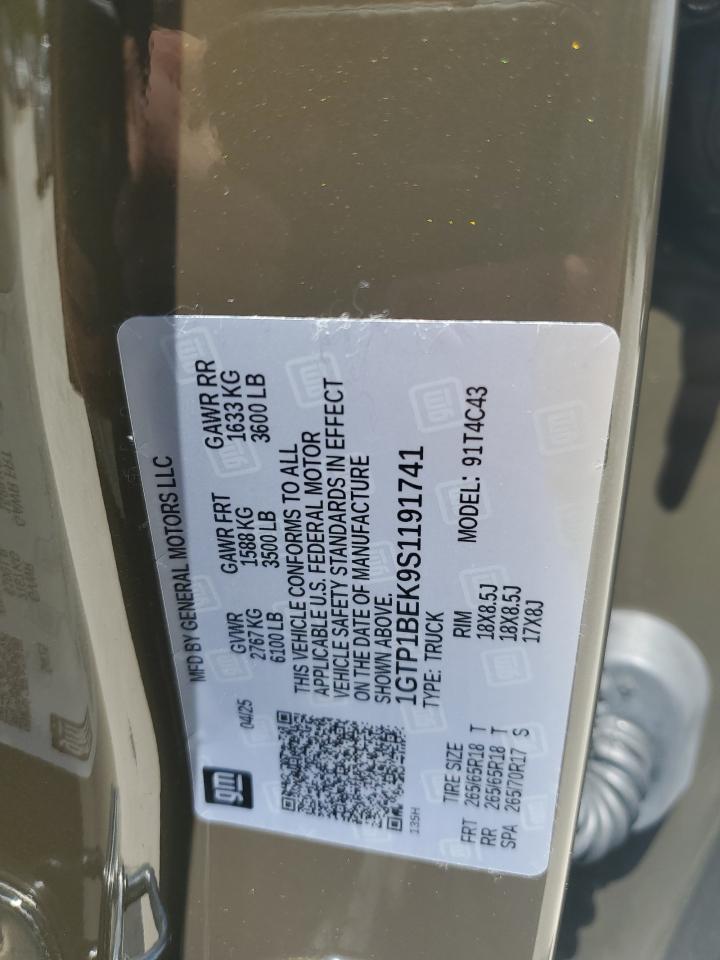 MFD BY GENERAL MOTORS LLC
gm
04/25
GVWR GAWR FRT GAWR RR
2767 KG 1588 KG 1633 KG
6100 LB 3500 LB 3600 LB
THIS VEHICLE CONFORMS TO ALL
APPLICABLE U.S. FEDERAL MOTOR
VEHICLE SAFETY STANDARDS IN EFFECT
ON THE DATE OF MANUFACTURE
SHOWN ABOVE.
1GTP1BEK9S1191741
TYPE: TRUCK
MODEL: 91T4C43
13SH
TIRE SIZE RIM
FRT 265/65R18 T 18X8.5J
RR 265/65R18 T 18X8.5J
SPA 265/70R17 S 17X8J